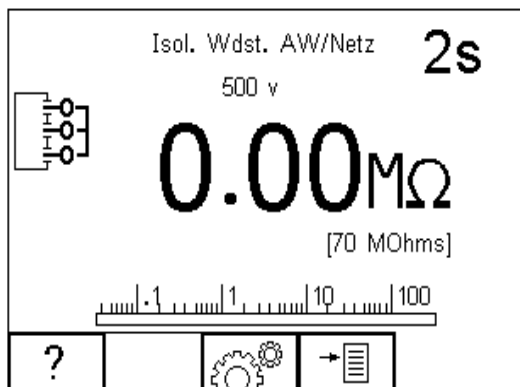 Isol. Wdst. AW/Netz
2s
500 v
0.00MΩ
[70 MOhms]
.1 1 10 100
?